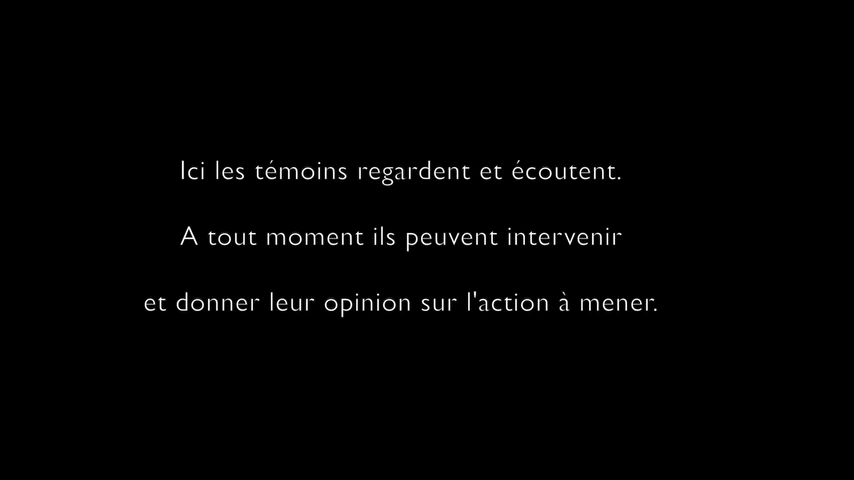 Ici les témoins regardent et écoutent.
A tout moment ils peuvent intervenir
et donner leur opinion sur l'action à mener.